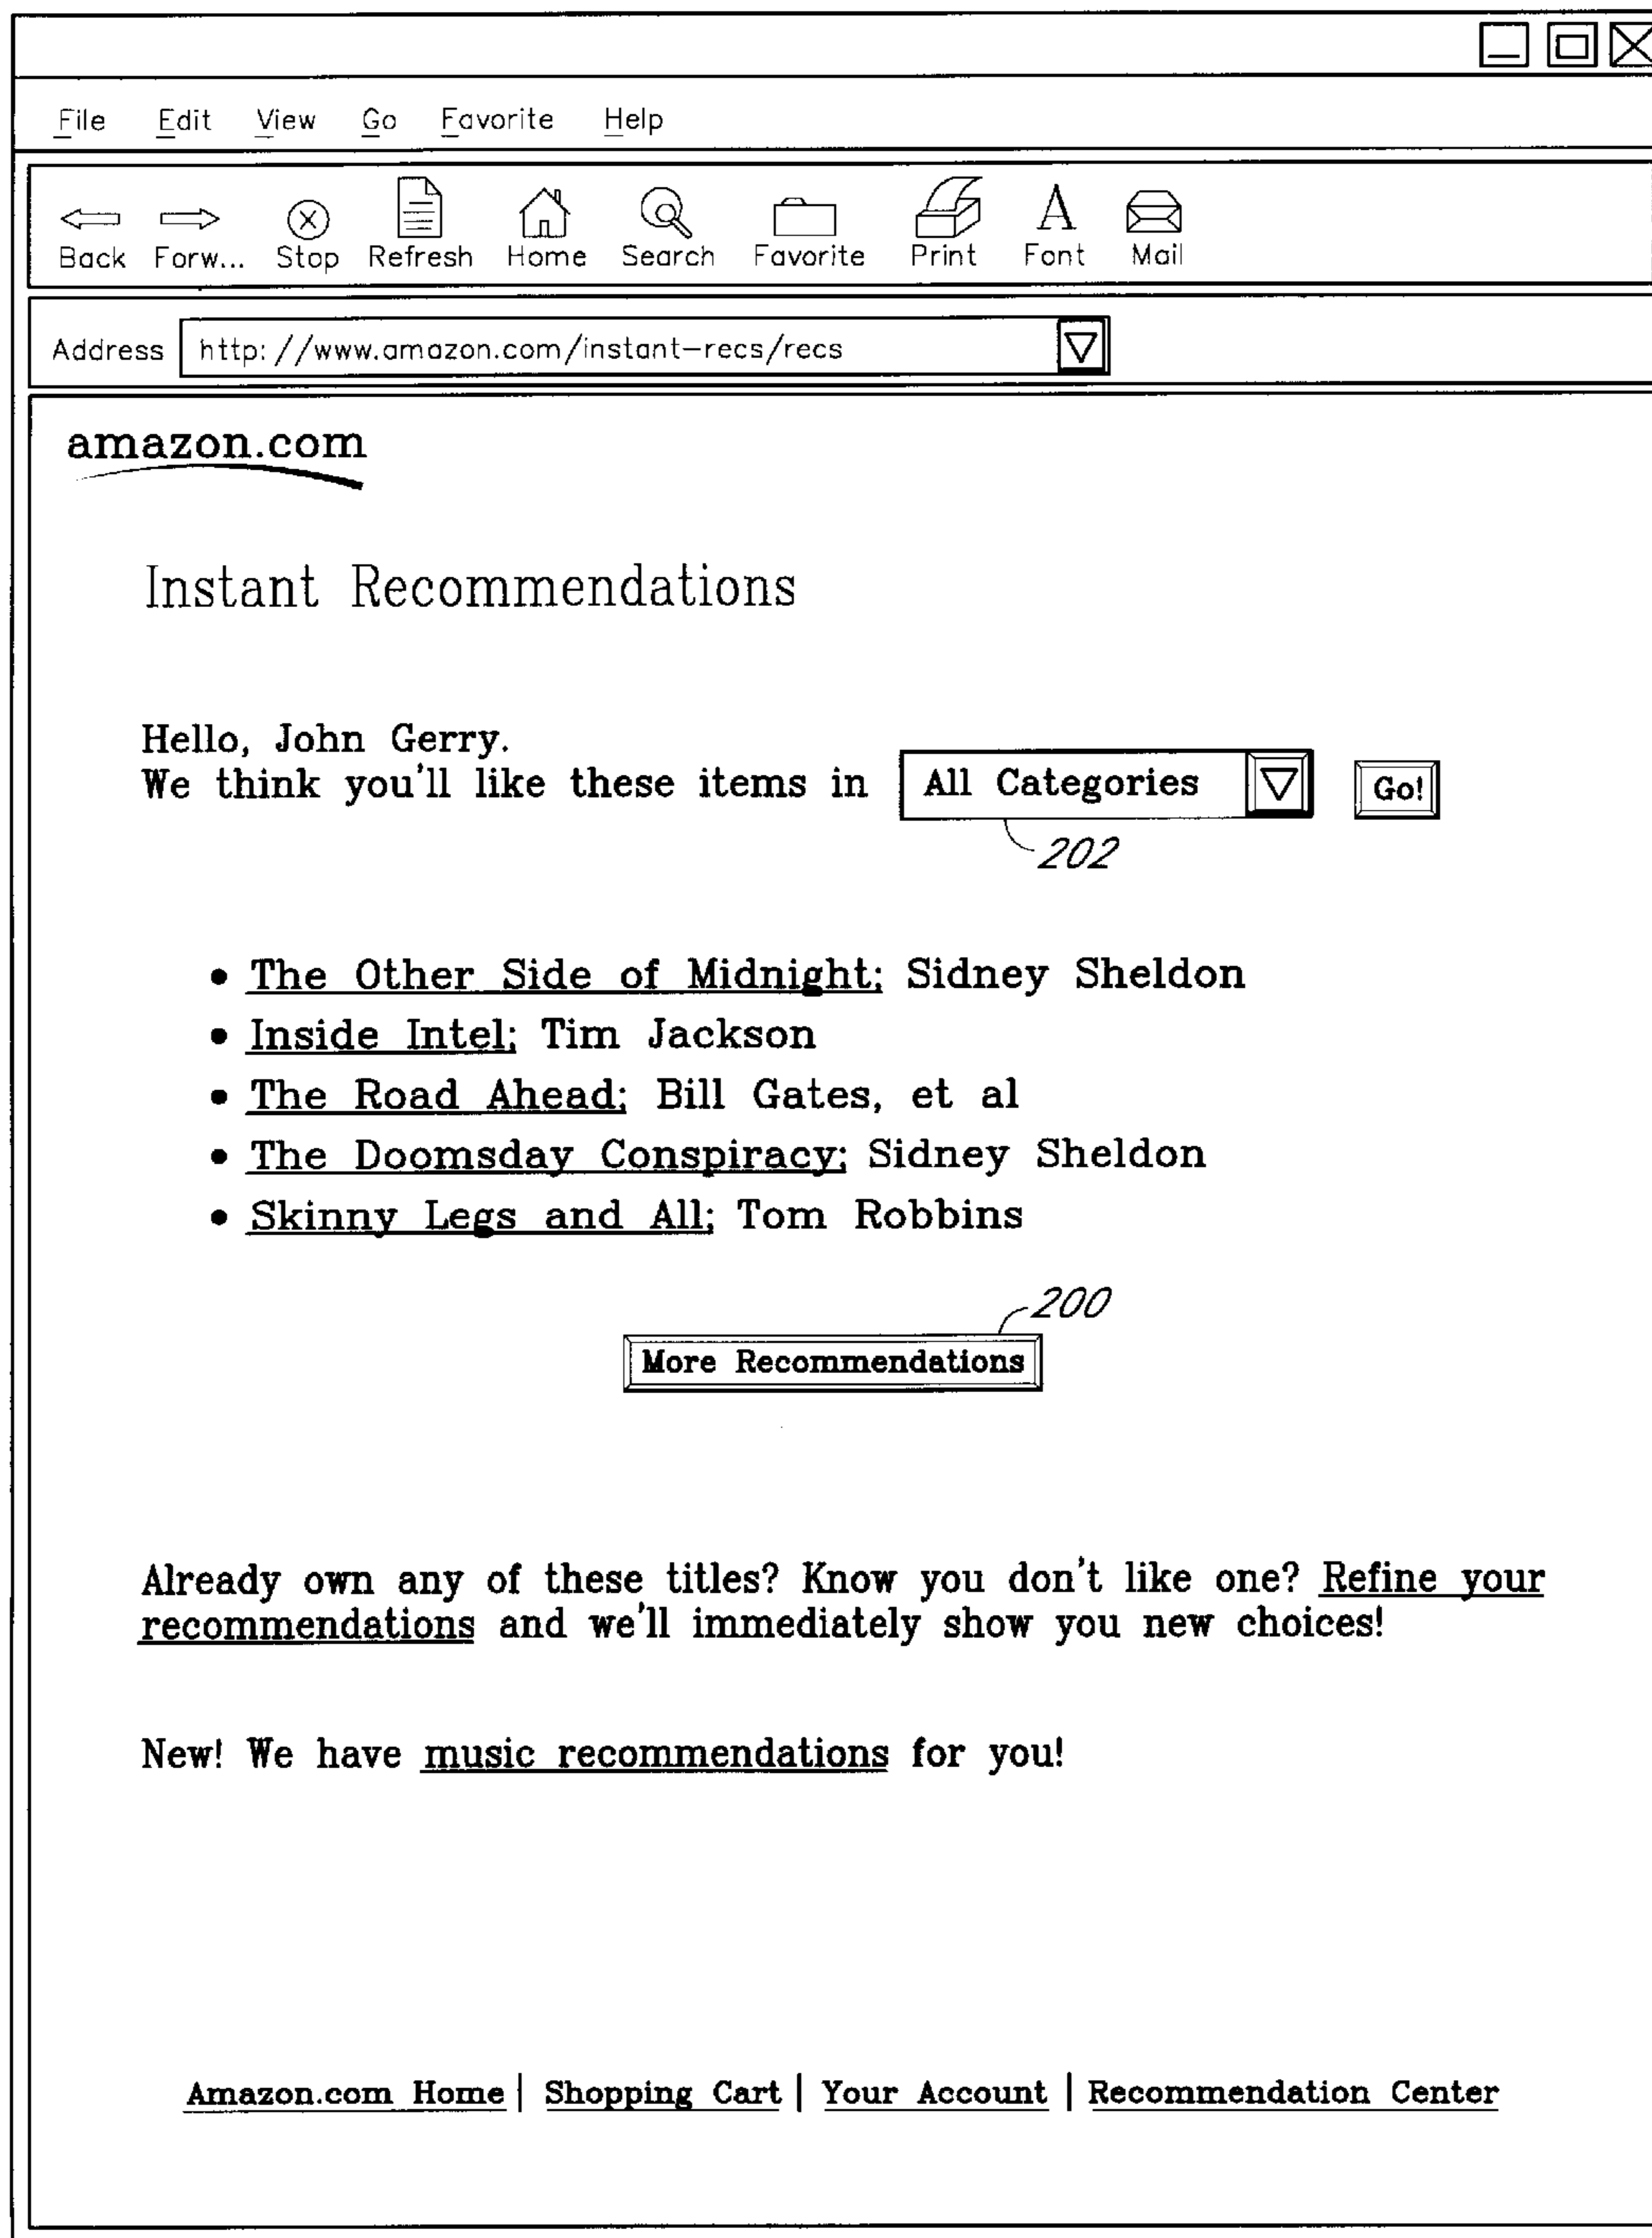 File Edit View Go Favorite Help
Back Forw... Stop Refresh Home Search Favorite Print Font Mail
Address http://www.amazon.com/instant-recs/recs
amazon.com
Instant Recommendations
Hello, John Gerry.
We think you'll like these items in All Categories Go!
202
• The Other Side of Midnight; Sidney Sheldon
• Inside Intel; Tim Jackson
• The Road Ahead; Bill Gates, et al
• The Doomsday Conspiracy; Sidney Sheldon
• Skinny Legs and All; Tom Robbins
200
More Recommendations
Already own any of these titles? Know you don't like one? Refine your
recommendations and we'll immediately show you new choices!
New! We have music recommendations for you!
Amazon.com Home | Shopping Cart | Your Account | Recommendation Center